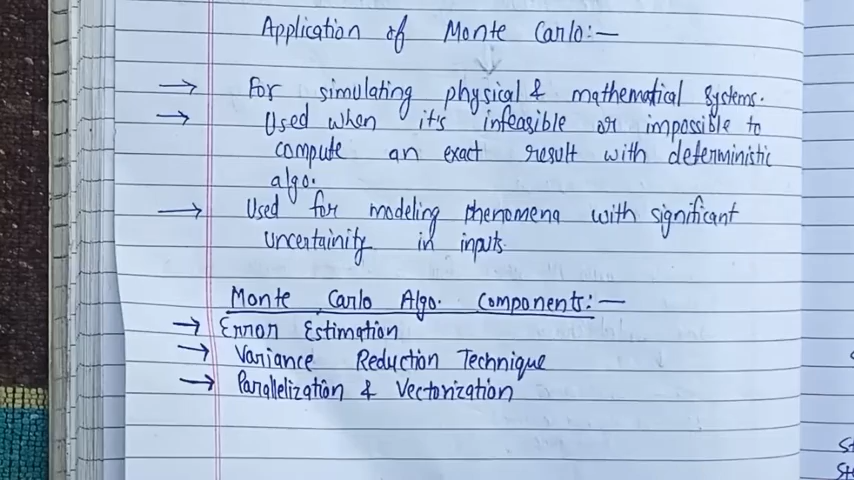 Application of Monte Carlo:—
→ For simulating physical & mathematical systems.
→ Used when it's infeasible or impossible to
compute an exact result with deterministic
algo.
→ Used for modeling phenomena with significant
uncertainity in inputs.
Monte Carlo Algo. Components:—
→ Error Estimation
→ Variance Reduction Technique
→ Parallelization & Vectorization